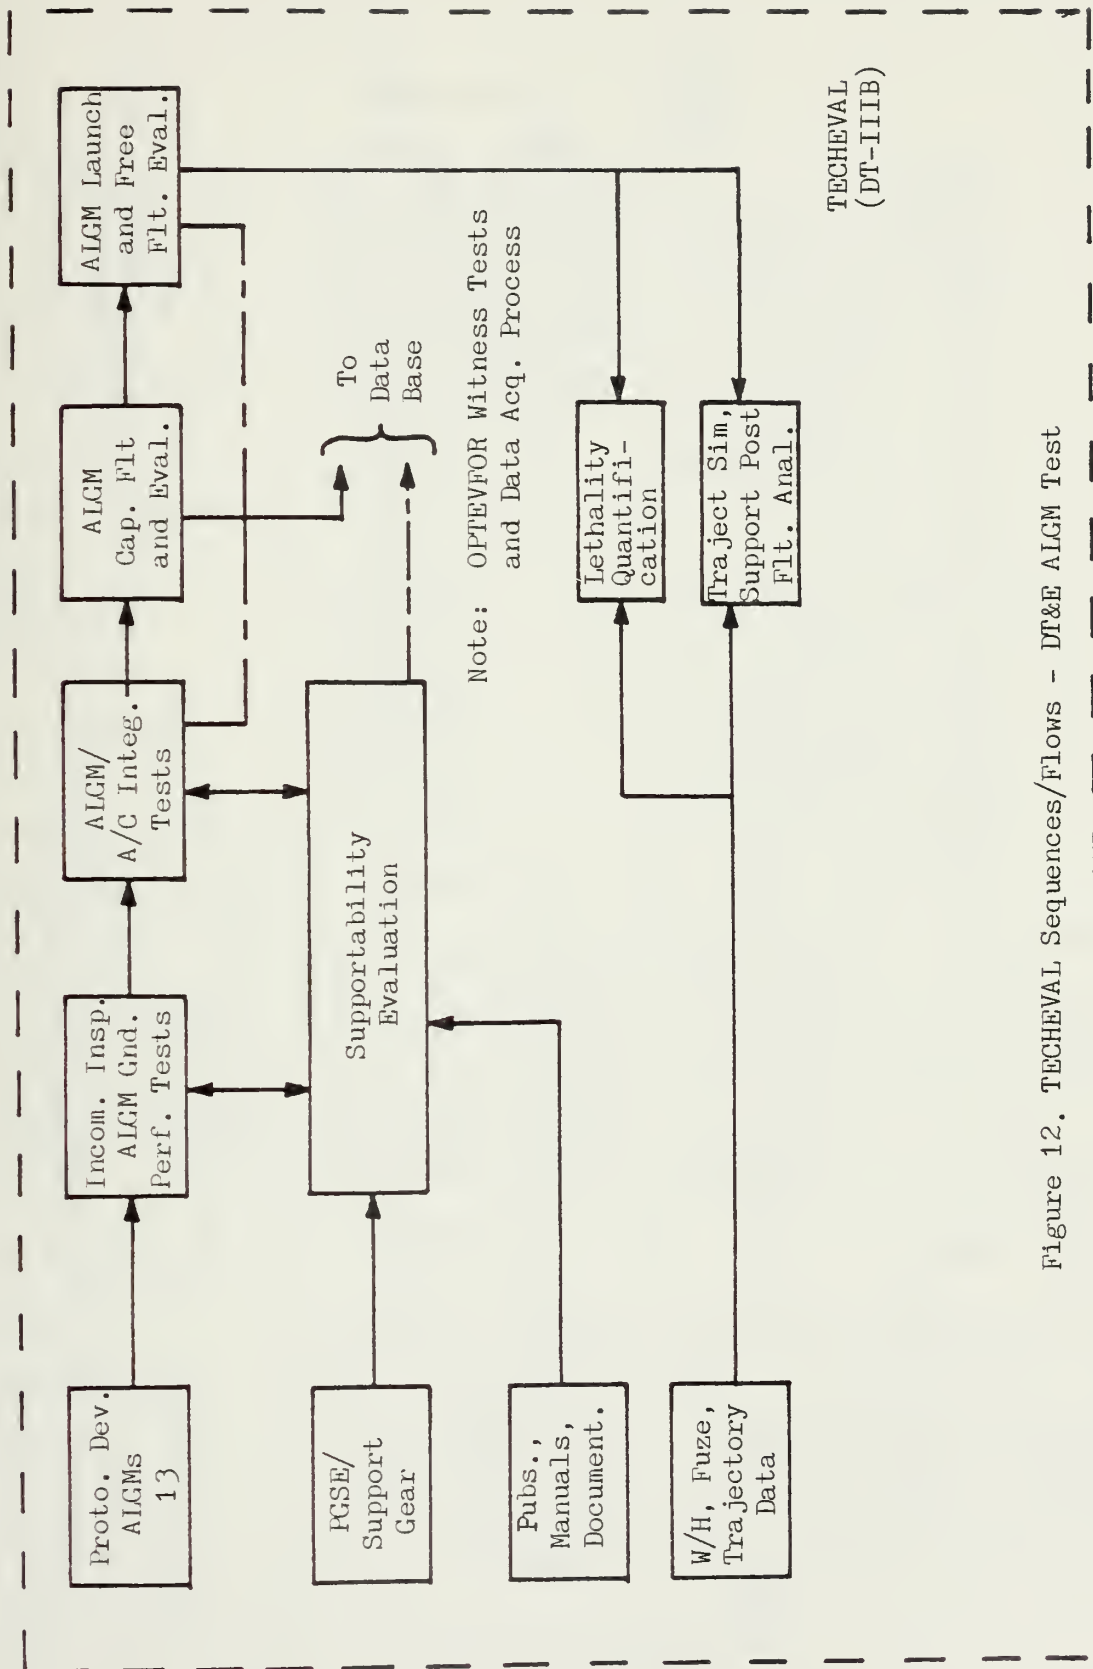 Proto. Dev.
ALGMs
13
Incom. Insp.
ALGM Gnd.
Perf. Tests
ALGM/
A/C Integ.
Tests
ALGM
Cap. Flt
and Eval.
ALGM Launch
and Free
Flt. Eval.
PGSE/
Support
Gear
Supportability
Evaluation
To
Data
Base
Pubs.,
Manuals,
Document.
Note: OPTEVFOR Witness Tests
and Data Acq. Process
W/H, Fuze,
Trajectory
Data
Lethality
Quantifi-
cation
Traject Sim,
Support Post
Flt. Anal.
TECHEVAL
(DT-IIIB)
Figure 12. TECHEVAL Sequences/Flows - DT&E ALGM Test